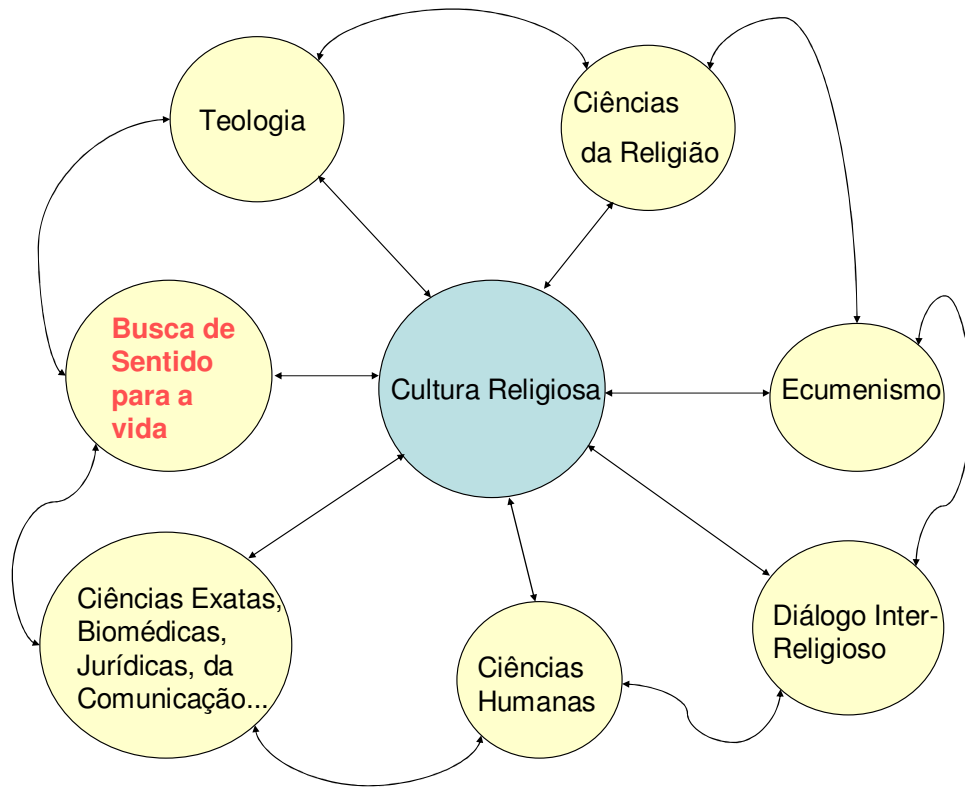 Teologia
Ciências
da Religião
Busca de
Sentido
para a
vida
Cultura Religiosa
Ecumenismo
Ciências Exatas,
Biomédicas,
Jurídicas, da
Comunicação...
Ciências
Humanas
Diálogo Inter-
Religioso